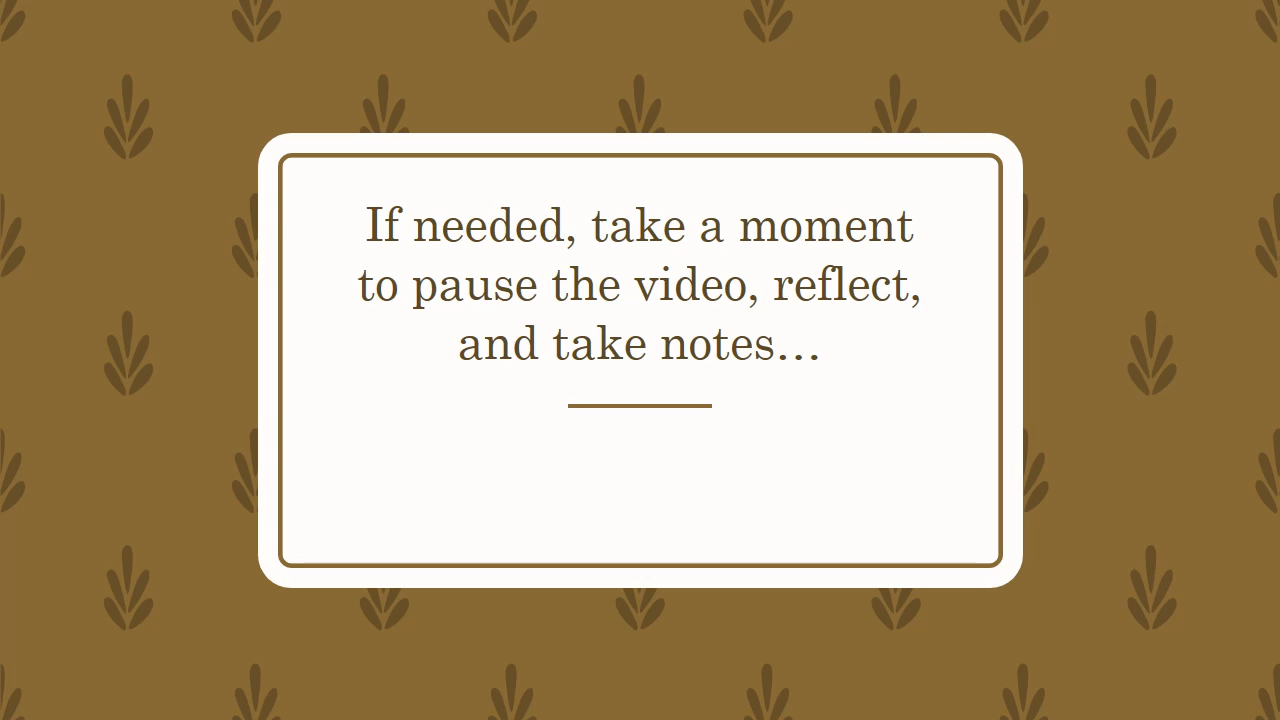 If needed, take a moment
to pause the video, reflect,
and take notes...